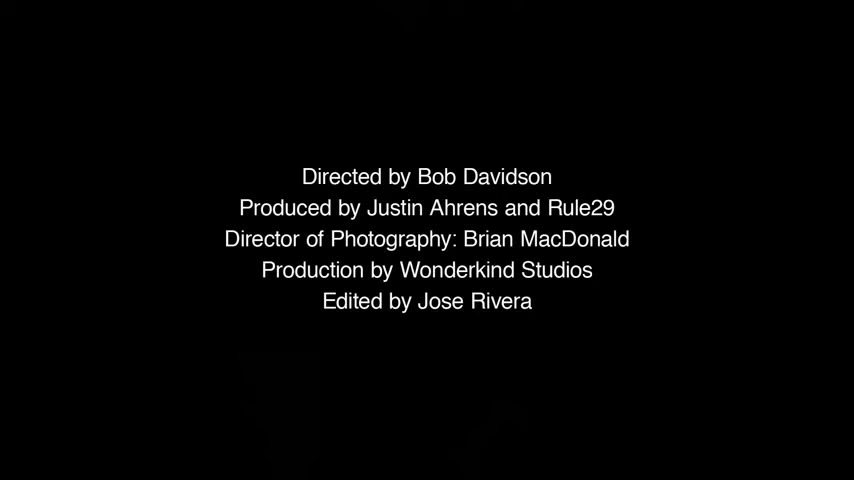 Directed by Bob Davidson
Produced by Justin Ahrens and Rule29
Director of Photography: Brian MacDonald
Production by Wonderkind Studios
Edited by Jose Rivera